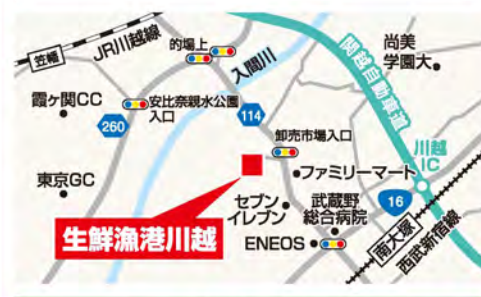 笠幡
JR川越線
的場上
入間川
関越自動車道
尚美
学園大
霞ヶ関CC
安比奈親水公園
入口
260
114
卸売市場入口
川越
IC
東京GC
ファミリーマート
セブン
イレブン
武蔵野
総合病院
16
生鮮漁港川越
ENEOS
南大塚
西武新宿線